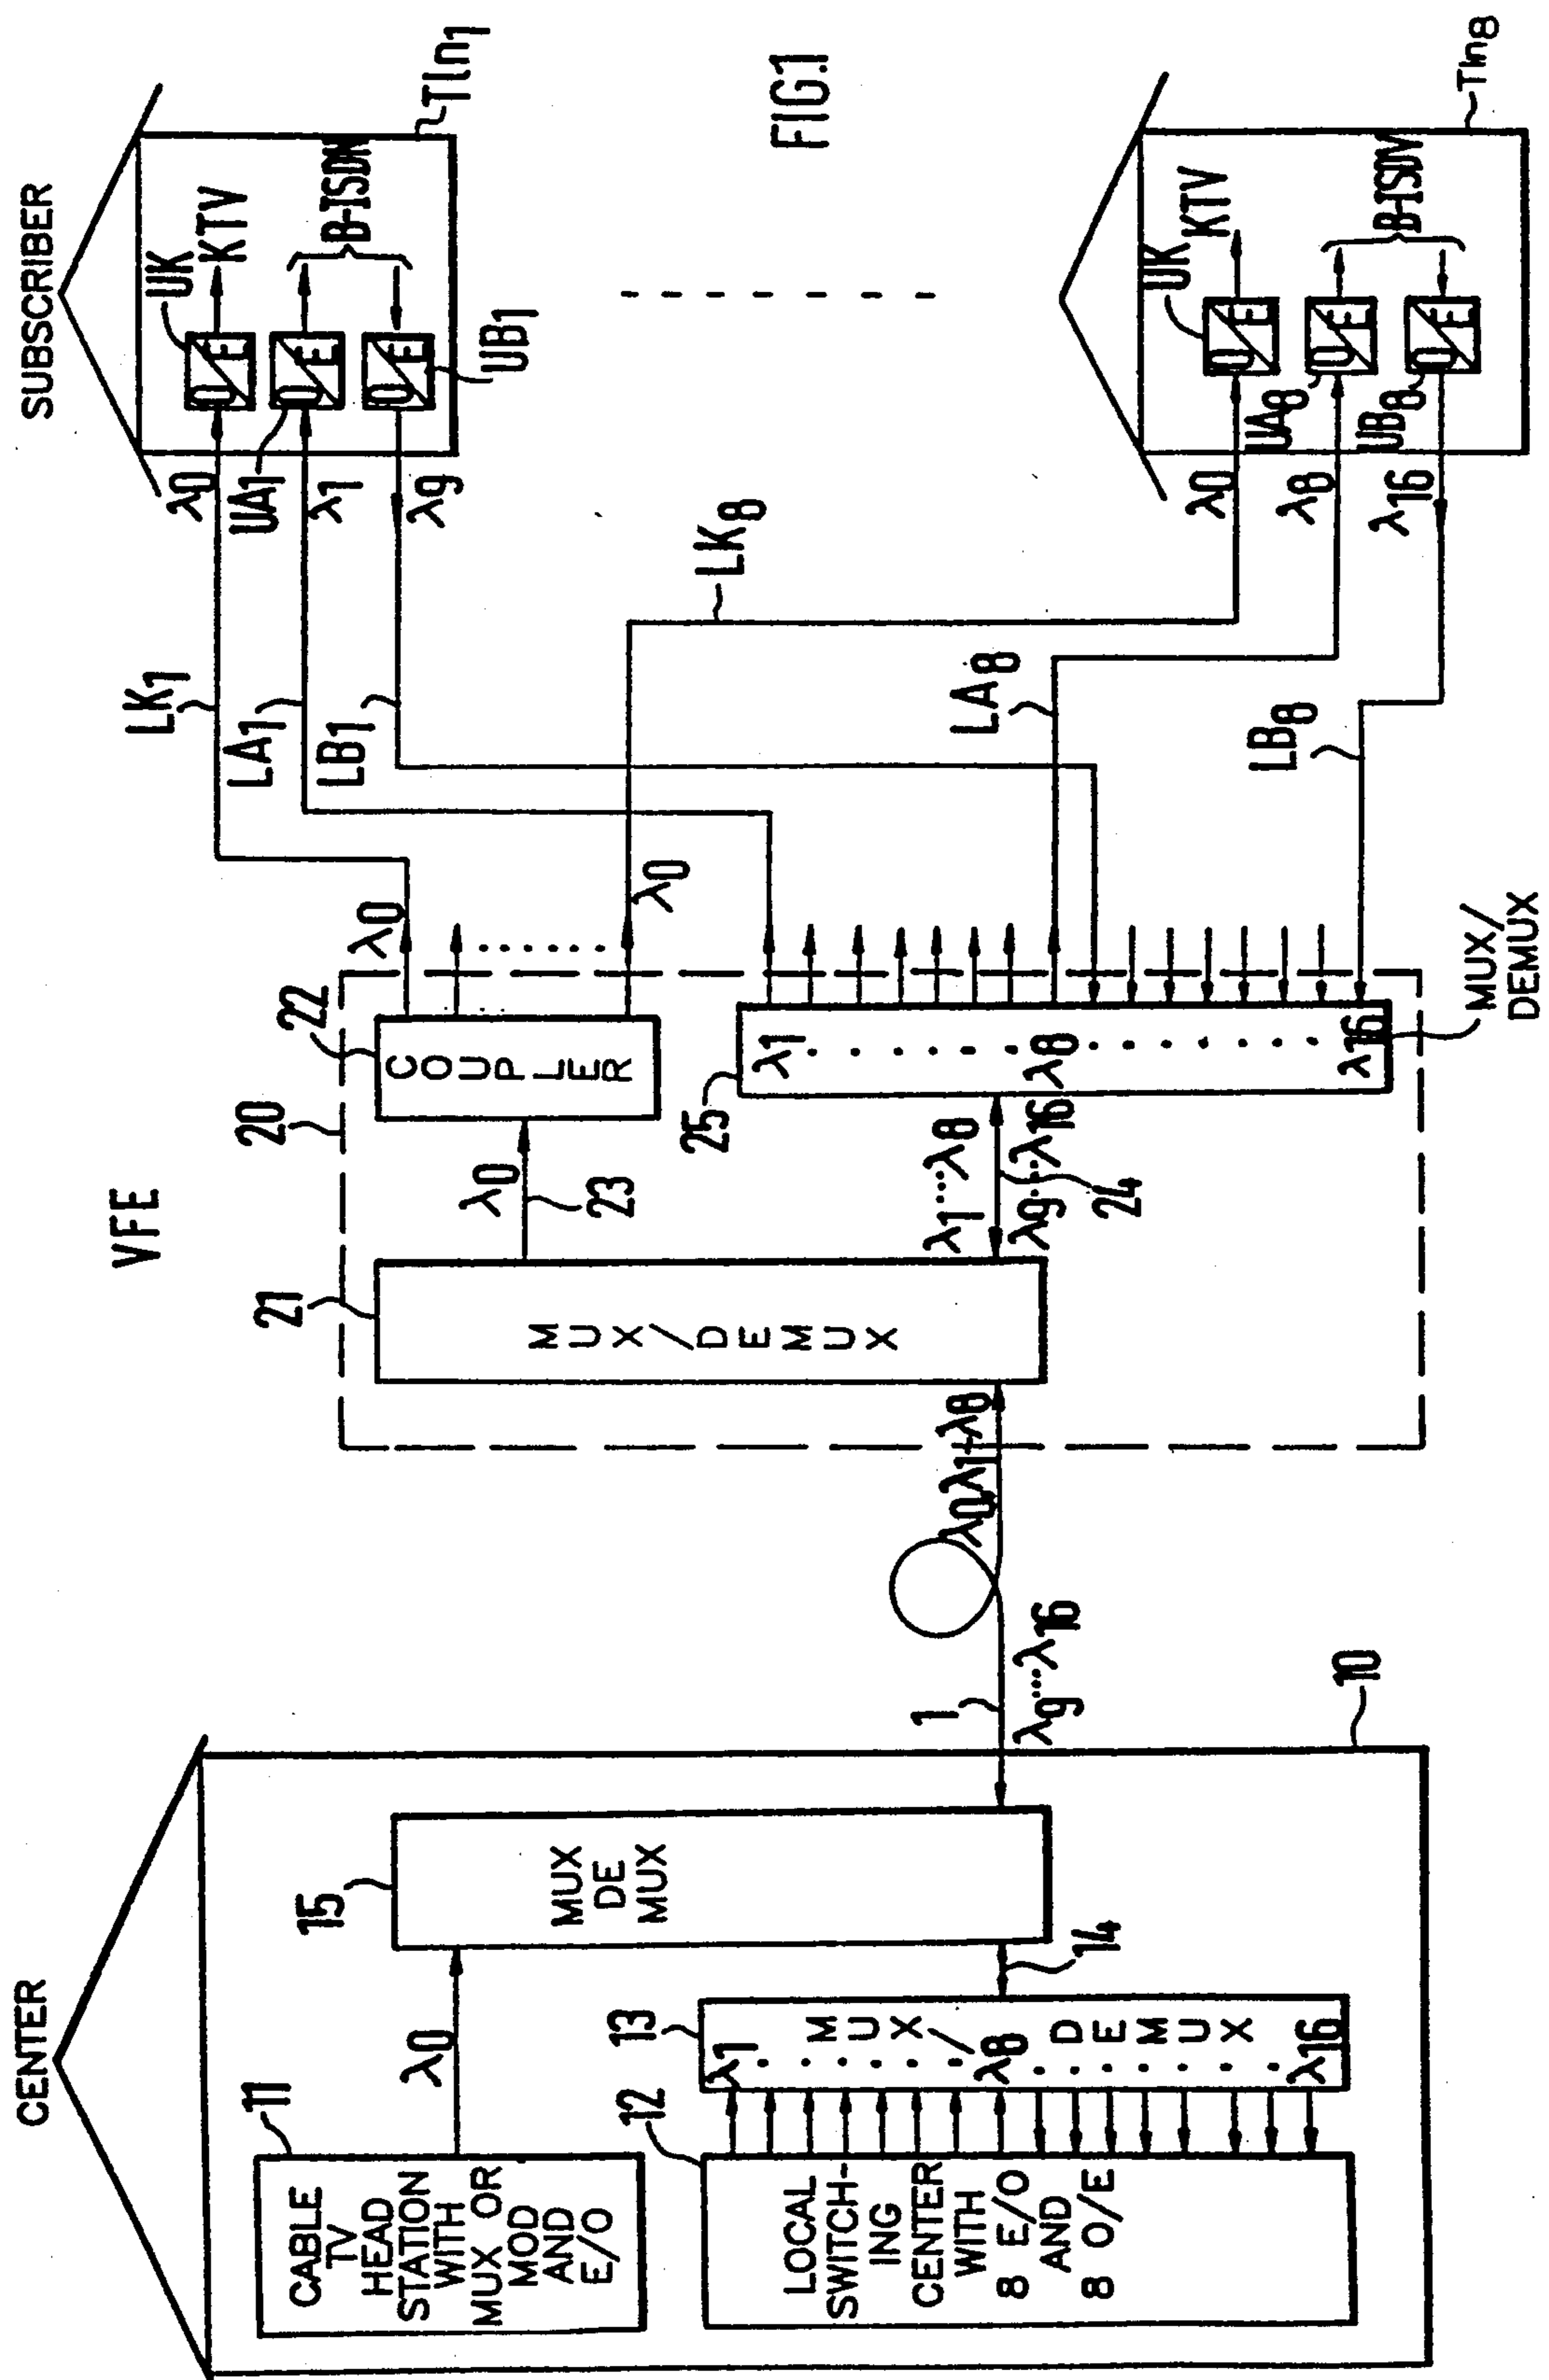 FIG.1
CENTER
10
11
CABLE
TV
HEAD
STATION
WITH
MUX OR
MOD
AND
E/O
λ0
12
LOCAL
SWITCH-
ING
CENTER
WITH
8 E/O
AND
8 O/E
13
λ1
λ8
λ16
MUX/DEMUX
14
15
MUX
DE
MUX
1
λ9...λ16
λ0,λ1+λ8
VFE
20
21
MUX/DEMUX
λ0
23
22
COUPLER
λ1...λ8
λ9...λ16
24
25
λ1
λ8
λ16
MUX/
DEMUX
λ0
λ0
LK1
LA1
LB1
LK8
LA8
LB8
SUBSCRIBER
λ0
UA1
λ1
λ9
UK
O E
KTV
O E
O E
B-ISDN
UB1
Tln1
λ0
λ8
λ16
UK
O E
KTV
UA8
O E
UB8
O E
B-ISDN
Tln8